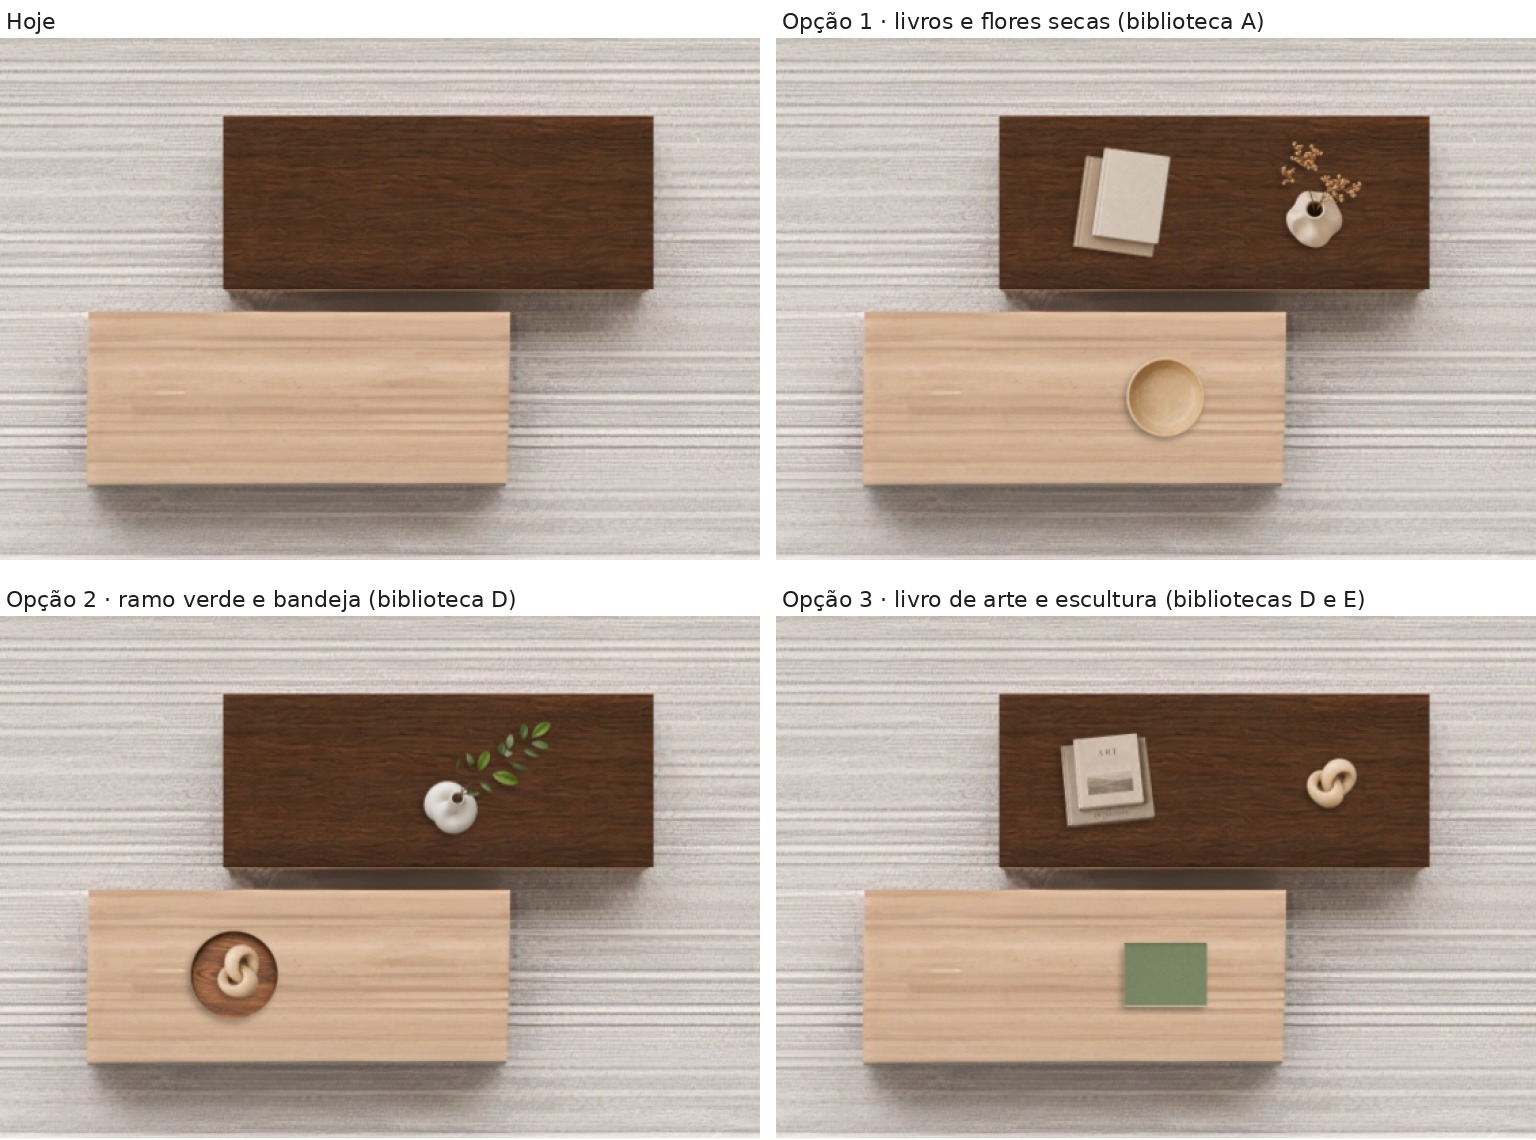 Hoje
Opção 1 · livros e flores secas (biblioteca A)
Opção 2 · ramo verde e bandeja (biblioteca D)
Opção 3 · livro de arte e escultura (bibliotecas D e E)
ART